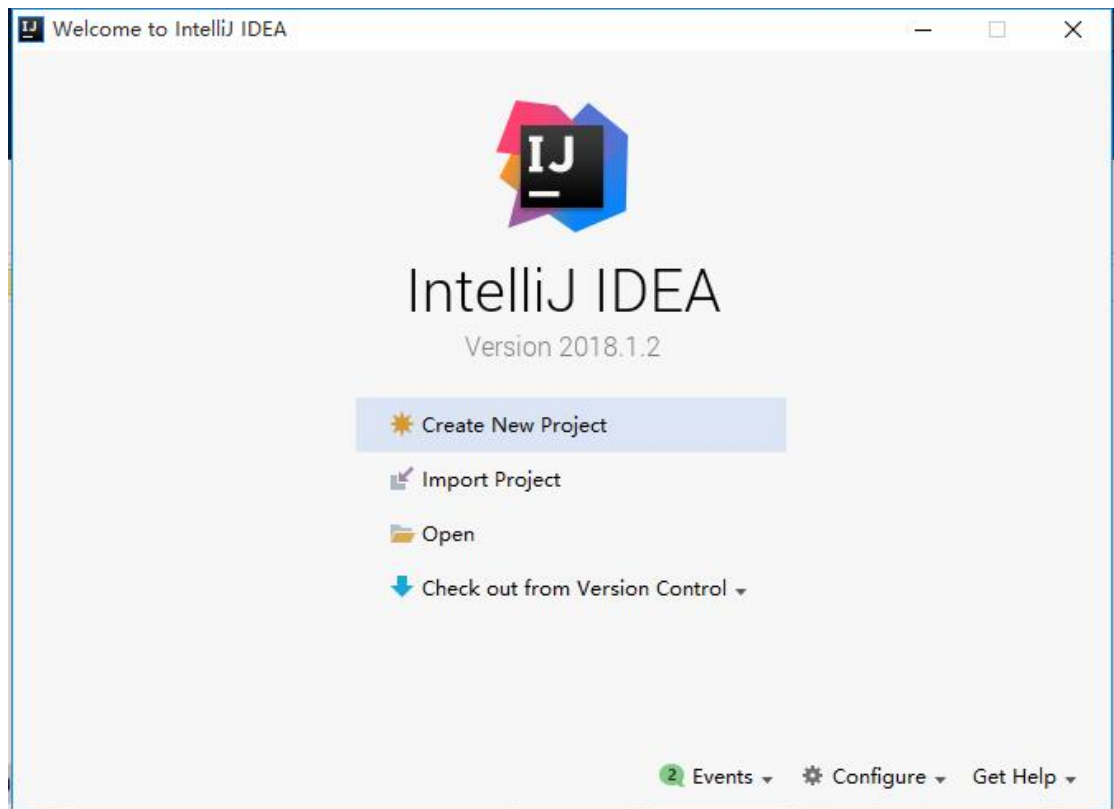 Welcome to IntelliJ IDEA
IJ
IntelliJ IDEA
Version 2018.1.2
Create New Project
Import Project
Open
Check out from Version Control
2 Events Configure Get Help